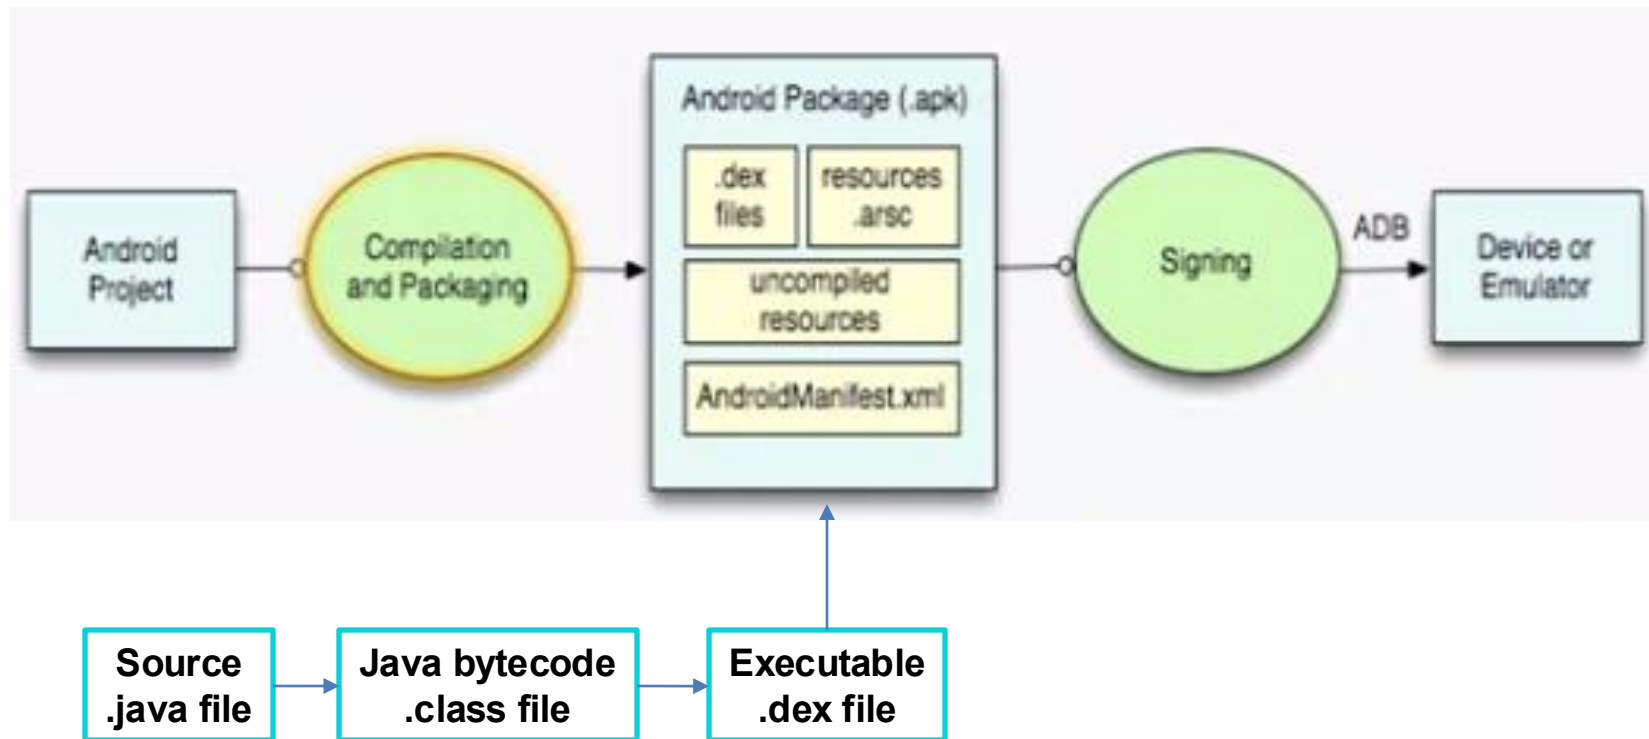 Android Package (.apk)
.dex
files
resources
.arsc
uncompiled
resources
AndroidManifest.xml
Android
Project
Compilation
and Packaging
Signing
ADB
Device or
Emulator
Source
.java file
Java bytecode
.class file
Executable
.dex file